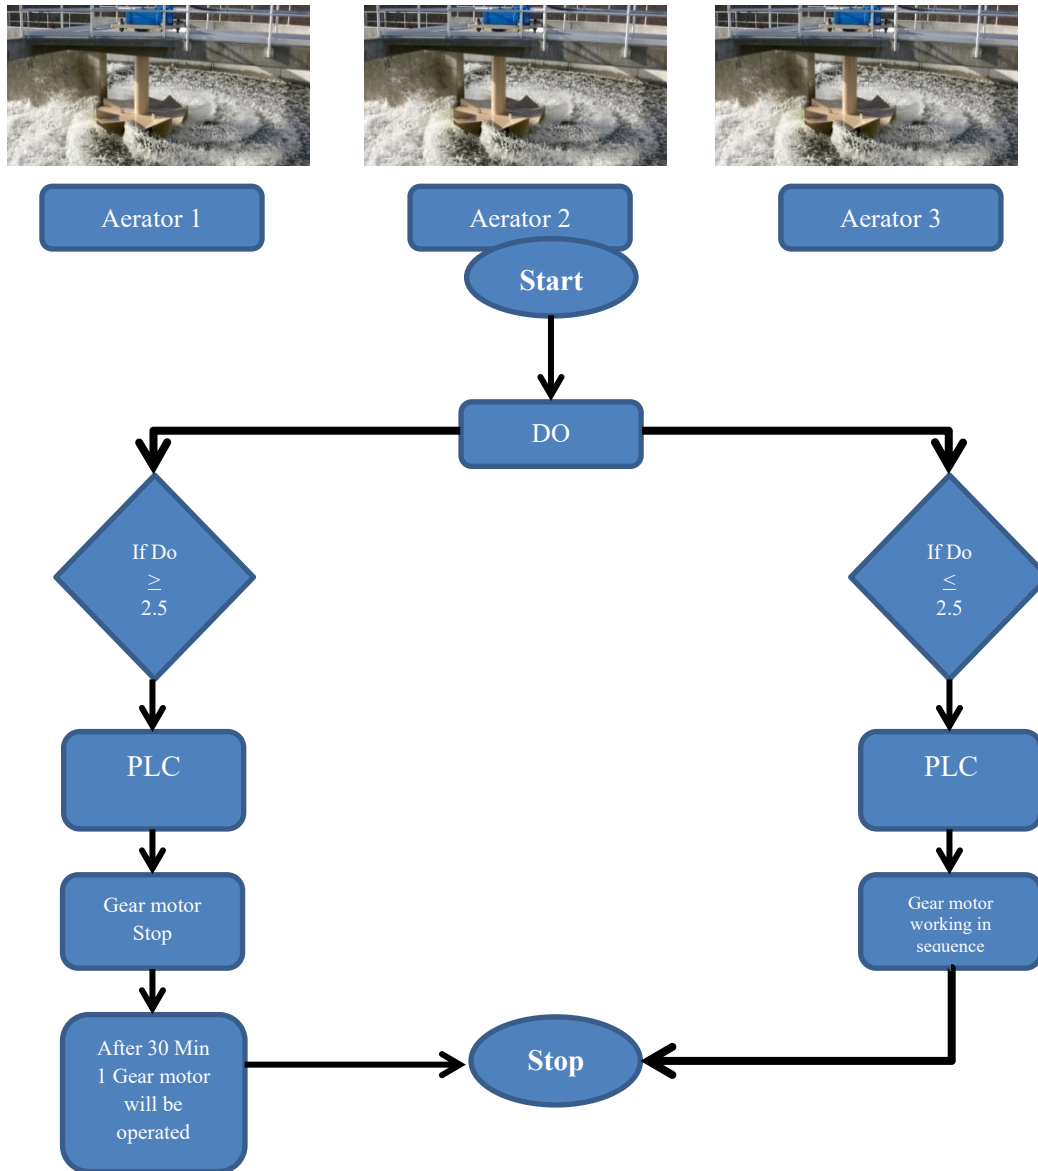 Aerator 1
Aerator 2
Aerator 3
Start
DO
If Do
≥
2.5
If Do
≤
2.5
PLC
PLC
Gear motor
Stop
Gear motor
working in
sequence
After 30 Min
1 Gear motor
will be
operated
Stop